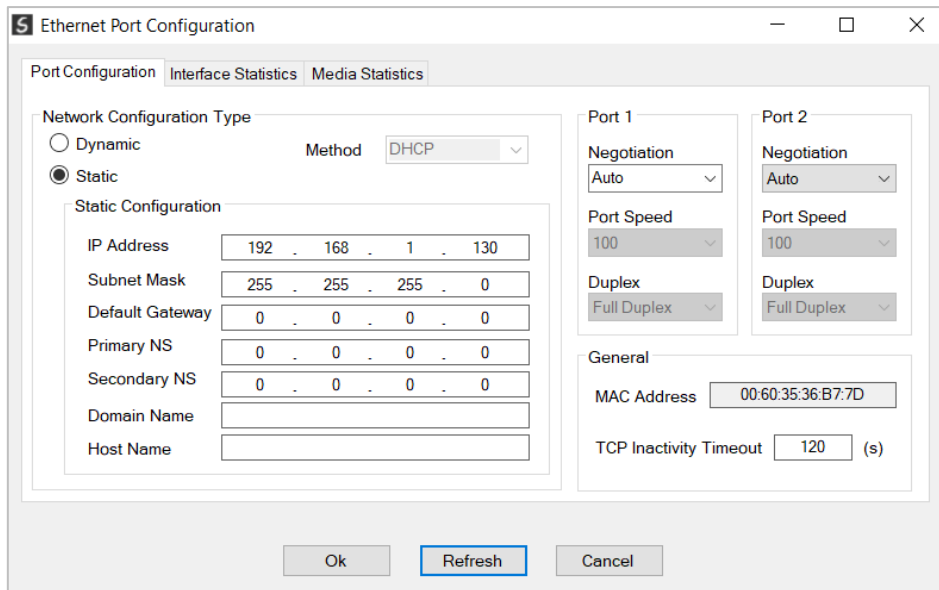 S Ethernet Port Configuration
Port Configuration Interface Statistics Media Statistics
Network Configuration Type
Dynamic
Method DHCP
Static
Static Configuration
IP Address 192 . 168 . 1 . 130
Subnet Mask 255 . 255 . 255 . 0
Default Gateway 0 . 0 . 0 . 0
Primary NS 0 . 0 . 0 . 0
Secondary NS 0 . 0 . 0 . 0
Domain Name
Host Name
Port 1
Negotiation
Auto
Port Speed
100
Duplex
Full Duplex
Port 2
Negotiation
Auto
Port Speed
100
Duplex
Full Duplex
General
MAC Address 00:60:35:36:B7:7D
TCP Inactivity Timeout 120 (s)
Ok Refresh Cancel